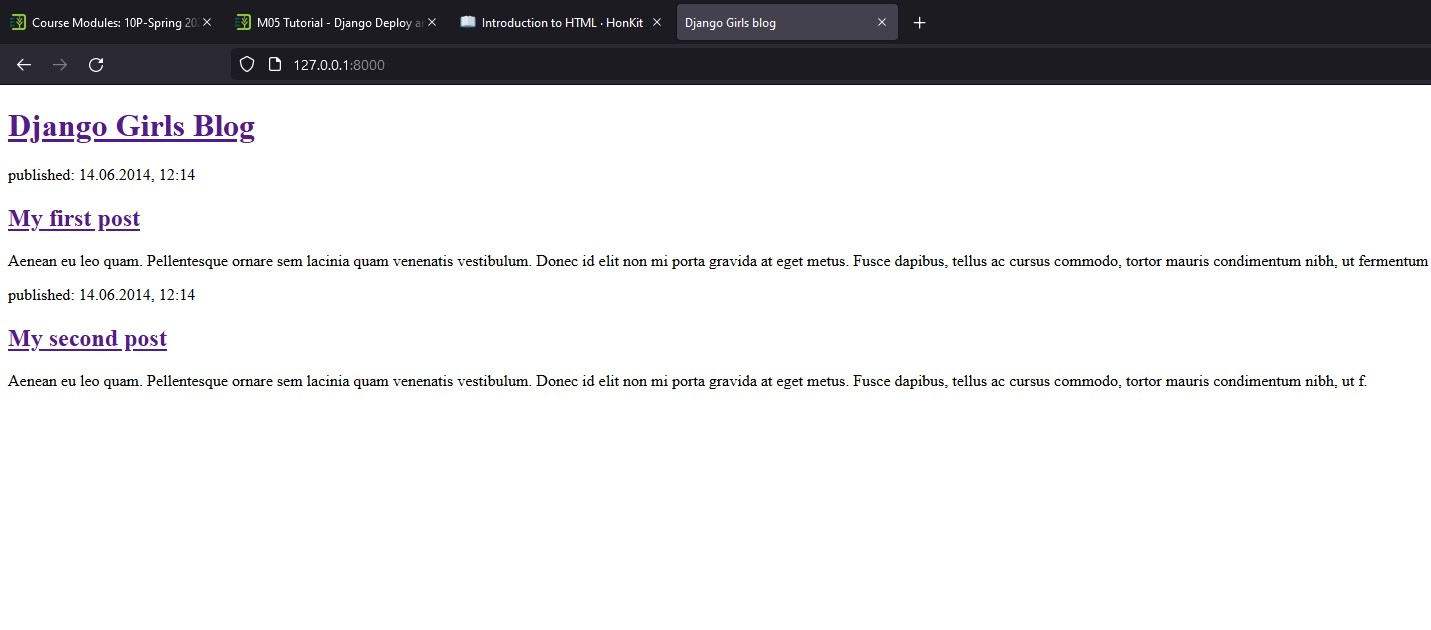 Course Modules: 10P-Spring 20
M05 Tutorial - Django Deploy a
Introduction to HTML · HonKit
Django Girls blog
127.0.0.1:8000
Django Girls Blog
published: 14.06.2014, 12:14
My first post
Aenean eu leo quam. Pellentesque ornare sem lacinia quam venenatis vestibulum. Donec id elit non mi porta gravida at eget metus. Fusce dapibus, tellus ac cursus commodo, tortor mauris condimentum nibh, ut fermentum
published: 14.06.2014, 12:14
My second post
Aenean eu leo quam. Pellentesque ornare sem lacinia quam venenatis vestibulum. Donec id elit non mi porta gravida at eget metus. Fusce dapibus, tellus ac cursus commodo, tortor mauris condimentum nibh, ut f.